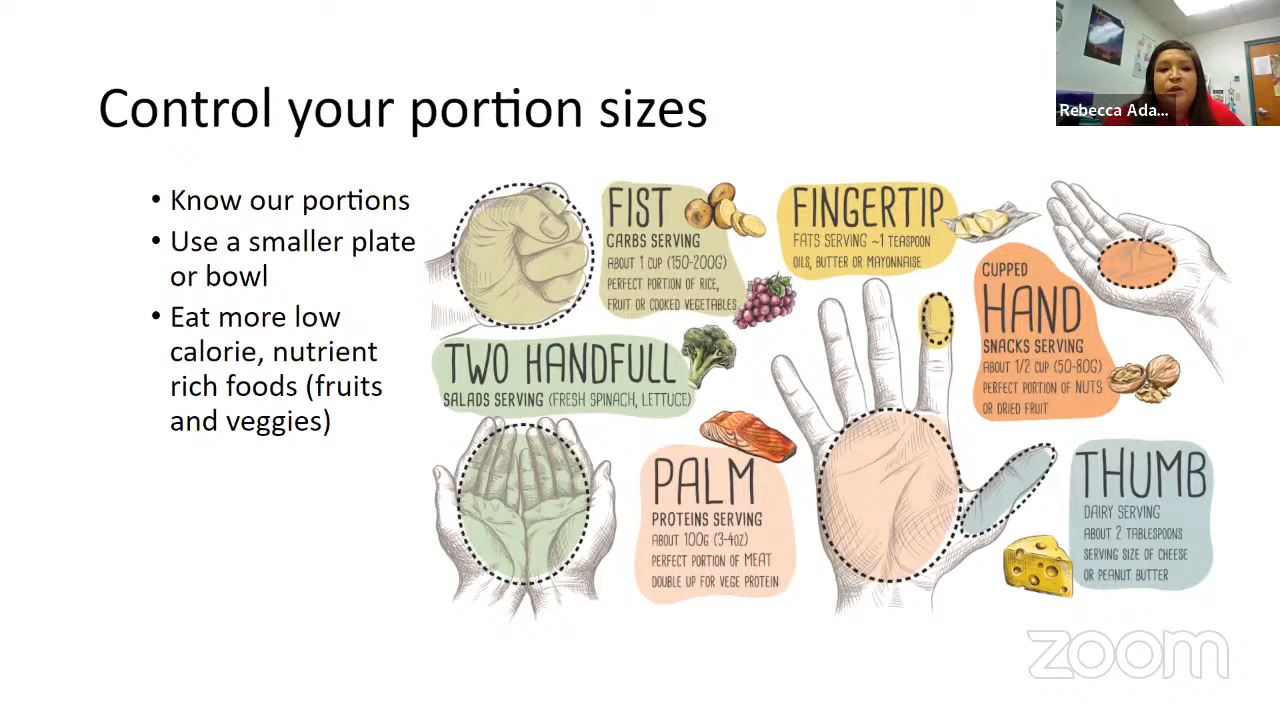 Control your portion sizes
Rebecca Ada...
• Know our portions
• Use a smaller plate
or bowl
• Eat more low
calorie, nutrient
rich foods (fruits
and veggies)
FIST
CARBS SERVING
ABOUT 1 CUP (150-200G)
PERFECT PORTION OF RICE,
FRUIT OR COOKED VEGETABLES
FINGERTIP
FATS SERVING ~1 TEASPOON
OILS, BUTTER OR MAYONNAISE
CUPPED
HAND
SNACKS SERVING
ABOUT 1/2 CUP (50-80G)
PERFECT PORTION OF NUTS
OR DRIED FRUIT
TWO HANDFULL
SALADS SERVING (FRESH SPINACH, LETTUCE)
PALM
PROTEINS SERVING
ABOUT 100G (3-4OZ)
PERFECT PORTION OF MEAT
DOUBLE UP FOR VEGE PROTEIN
THUMB
DAIRY SERVING
ABOUT 2 TABLESPOONS
SERVING SIZE OF CHEESE
OR PEANUT BUTTER
zoom